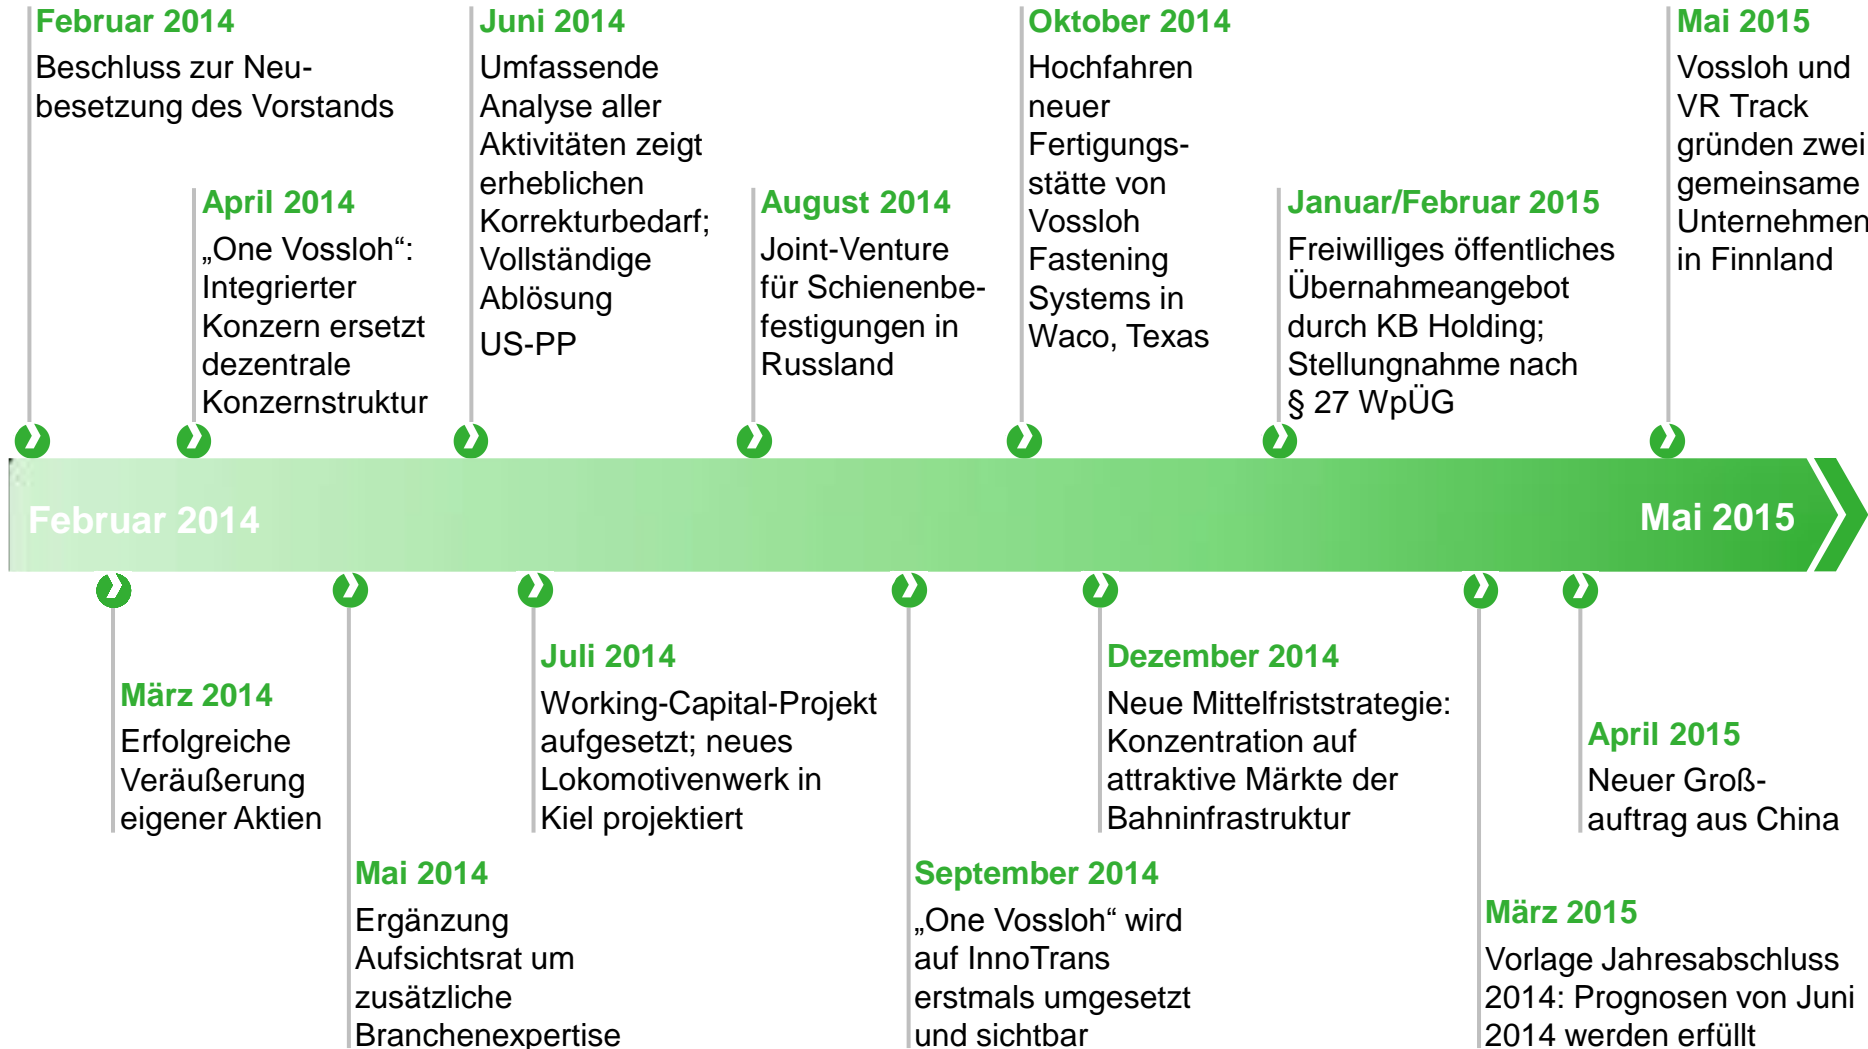 Februar 2014
Beschluss zur Neu-
besetzung des Vorstands
April 2014
„One Vossloh“:
Integrierter
Konzern ersetzt
dezentrale
Konzernstruktur
Juni 2014
Umfassende
Analyse aller
Aktivitäten zeigt
erheblichen
Korrekturbedarf;
Vollständige
Ablösung
US-PP
August 2014
Joint-Venture
für Schienenbe-
festigungen in
Russland
Oktober 2014
Hochfahren
neuer
Fertigungs-
stätte von
Vossloh
Fastening
Systems in
Waco, Texas
Januar/Februar 2015
Freiwilliges öffentliches
Übernahmeangebot
durch KB Holding;
Stellungnahme nach
§ 27 WpÜG
Mai 2015
Vossloh und
VR Track
gründen zwei
gemeinsame
Unternehmen
in Finnland
Februar 2014
Mai 2015
März 2014
Erfolgreiche
Veräußerung
eigener Aktien
Mai 2014
Ergänzung
Aufsichtsrat um
zusätzliche
Branchenexpertise
Juli 2014
Working-Capital-Projekt
aufgesetzt; neues
Lokomotivenwerk in
Kiel projektiert
September 2014
„One Vossloh“ wird
auf InnoTrans
erstmals umgesetzt
und sichtbar
Dezember 2014
Neue Mittelfriststrategie:
Konzentration auf
attraktive Märkte der
Bahninfrastruktur
März 2015
Vorlage Jahresabschluss
2014: Prognosen von Juni
2014 werden erfüllt
April 2015
Neuer Groß-
auftrag aus China